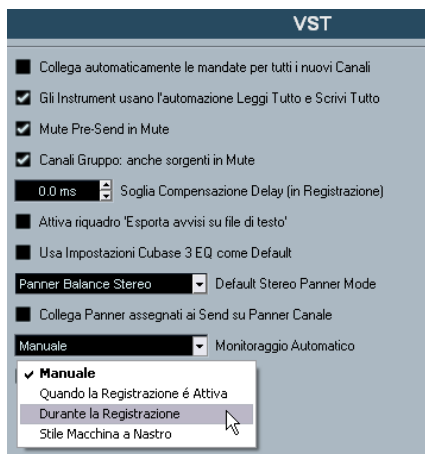 VST
Collega automaticamente le mandate per tutti i nuovi Canali
Gli Instrument usano l'automazione Leggi Tutto e Scrivi Tutto
Mute Pre-Send in Mute
Canali Gruppo: anche sorgenti in Mute
0.0 ms Soglia Compensazione Delay (in Registrazione)
Attiva riquadro 'Esporta avvisi su file di testo'
Usa Impostazioni Cubase 3 EQ come Default
Panner Balance Stereo Default Stereo Panner Mode
Collega Panner assegnati ai Send su Panner Canale
Manuale Monitoraggio Automatico
Manuale
Quando la Registrazione é Attiva
Durante la Registrazione
Stile Macchina a Nastro